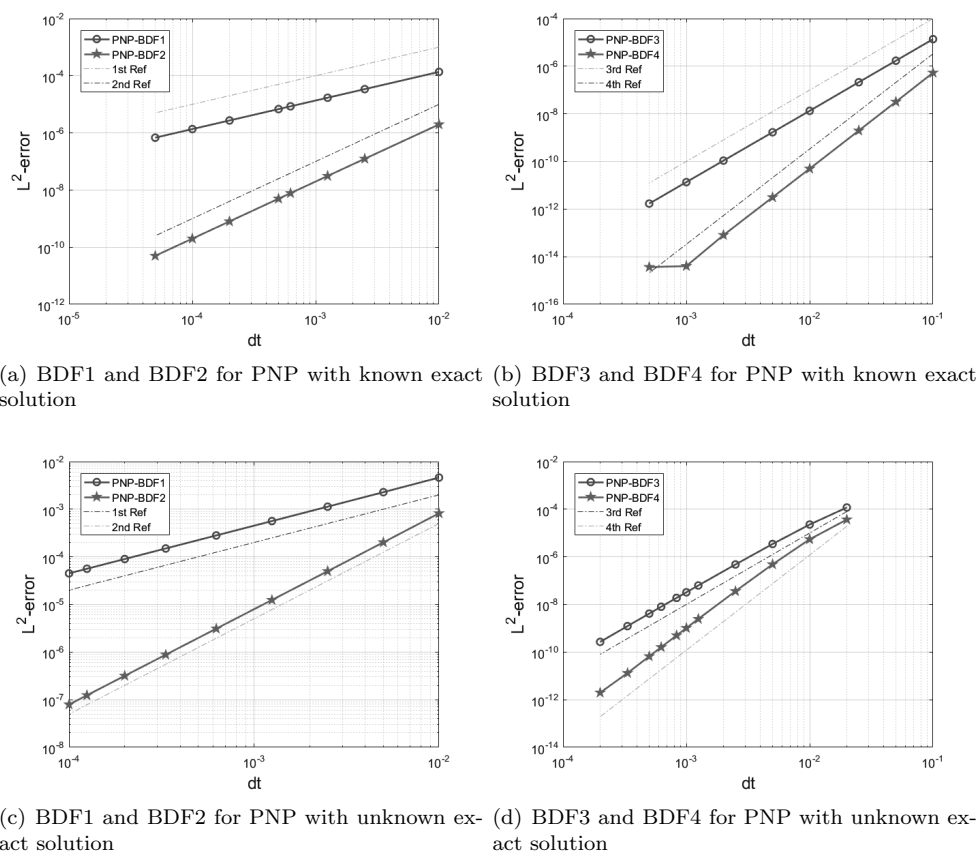 10^-2
10^-4
10^-6
10^-8
10^-10
10^-12
L^2-error
PNP-BDF1
PNP-BDF2
1st Ref
2nd Ref
10^-5
10^-4
10^-3
10^-2
dt
10^-4
10^-6
10^-8
10^-10
10^-12
10^-14
10^-16
L^2-error
PNP-BDF3
PNP-BDF4
3rd Ref
4th Ref
10^-4
10^-3
10^-2
10^-1
dt
(a) BDF1 and BDF2 for PNP with known exact
solution
(b) BDF3 and BDF4 for PNP with known exact
solution
10^-2
10^-3
10^-4
10^-5
10^-6
10^-7
10^-8
L^2-error
PNP-BDF1
PNP-BDF2
1st Ref
2nd Ref
10^-4
10^-3
10^-2
dt
10^-2
10^-4
10^-6
10^-8
10^-10
10^-12
10^-14
L^2-error
PNP-BDF3
PNP-BDF4
3rd Ref
4th Ref
10^-4
10^-3
10^-2
10^-1
dt
(c) BDF1 and BDF2 for PNP with unknown ex-
act solution
(d) BDF3 and BDF4 for PNP with unknown ex-
act solution